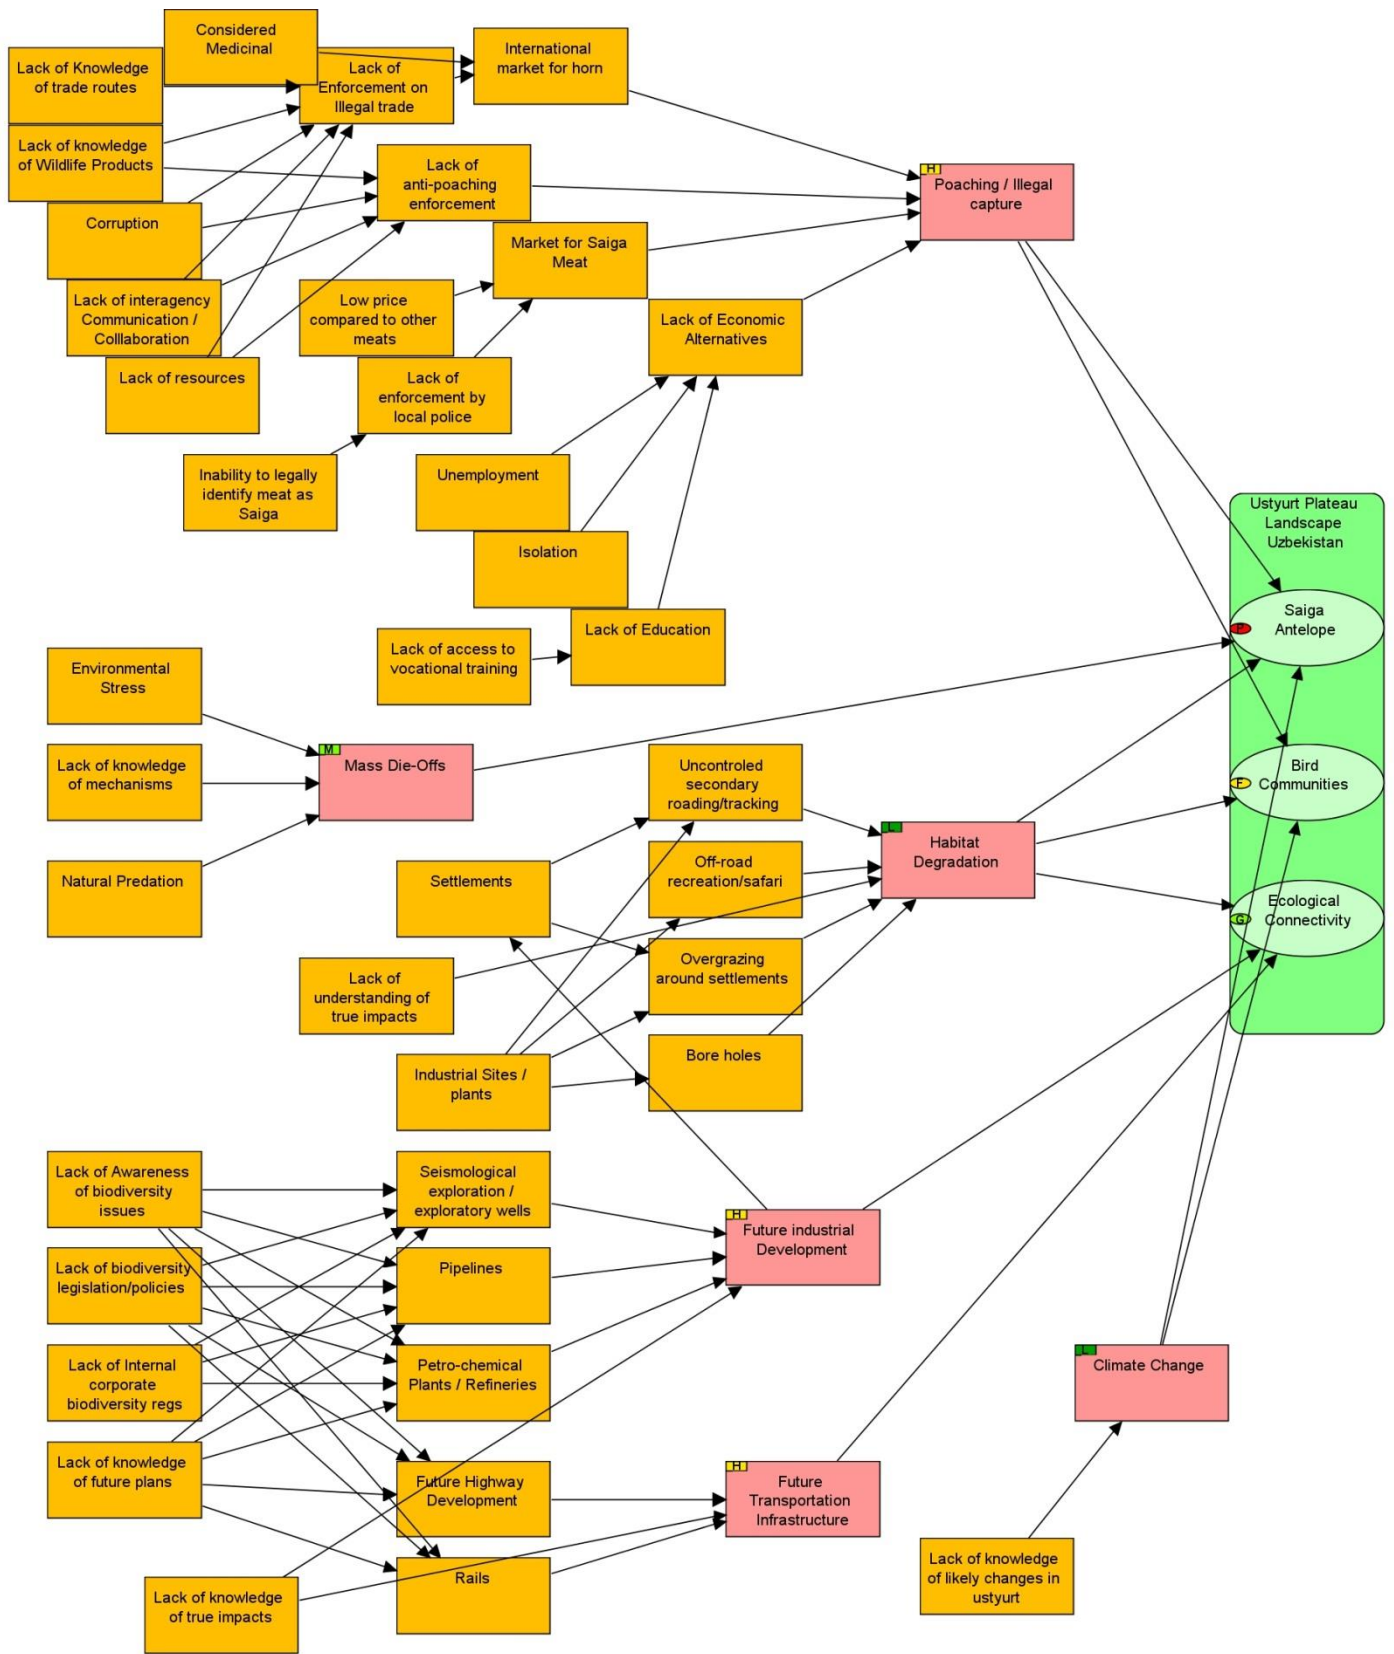 Considered
Medicinal
Lack of Knowledge
of trade routes
Lack of
Enforcement on
Illegal trade
International
market for horn
Lack of knowledge
of Wildlife Products
Lack of
anti-poaching
enforcement
H
Poaching / Illegal
capture
Corruption
Market for Saiga
Meat
Lack of interagency
Communication /
Colllaboration
Low price
compared to other
meats
Lack of Economic
Alternatives
Lack of resources
Lack of
enforcement by
local police
Inability to legally
identify meat as
Saiga
Unemployment
Isolation
Lack of Education
Lack of access to
vocational training
Ustyurt Plateau
Landscape
Uzbekistan
Saiga
Antelope
P
Environmental
Stress
Lack of knowledge
of mechanisms
Natural Predation
M
Mass Die-Offs
Uncontroled
secondary
roading/tracking
Bird
Communities
F
Settlements
Off-road
recreation/safari
L
Habitat
Degradation
Ecological
Connectivity
G
Lack of
understanding of
true impacts
Overgrazing
around settlements
Industrial Sites /
plants
Bore holes
Lack of Awareness
of biodiversity
issues
Seismological
exploration /
exploratory wells
H
Future industrial
Development
Lack of biodiversity
legislation/policies
Pipelines
Lack of Internal
corporate
biodiversity regs
Petro-chemical
Plants / Refineries
L
Climate Change
Lack of knowledge
of future plans
Future Highway
Development
H
Future
Transportation
Infrastructure
Lack of knowledge
of true impacts
Rails
Lack of knowledge
of likely changes in
ustyurt